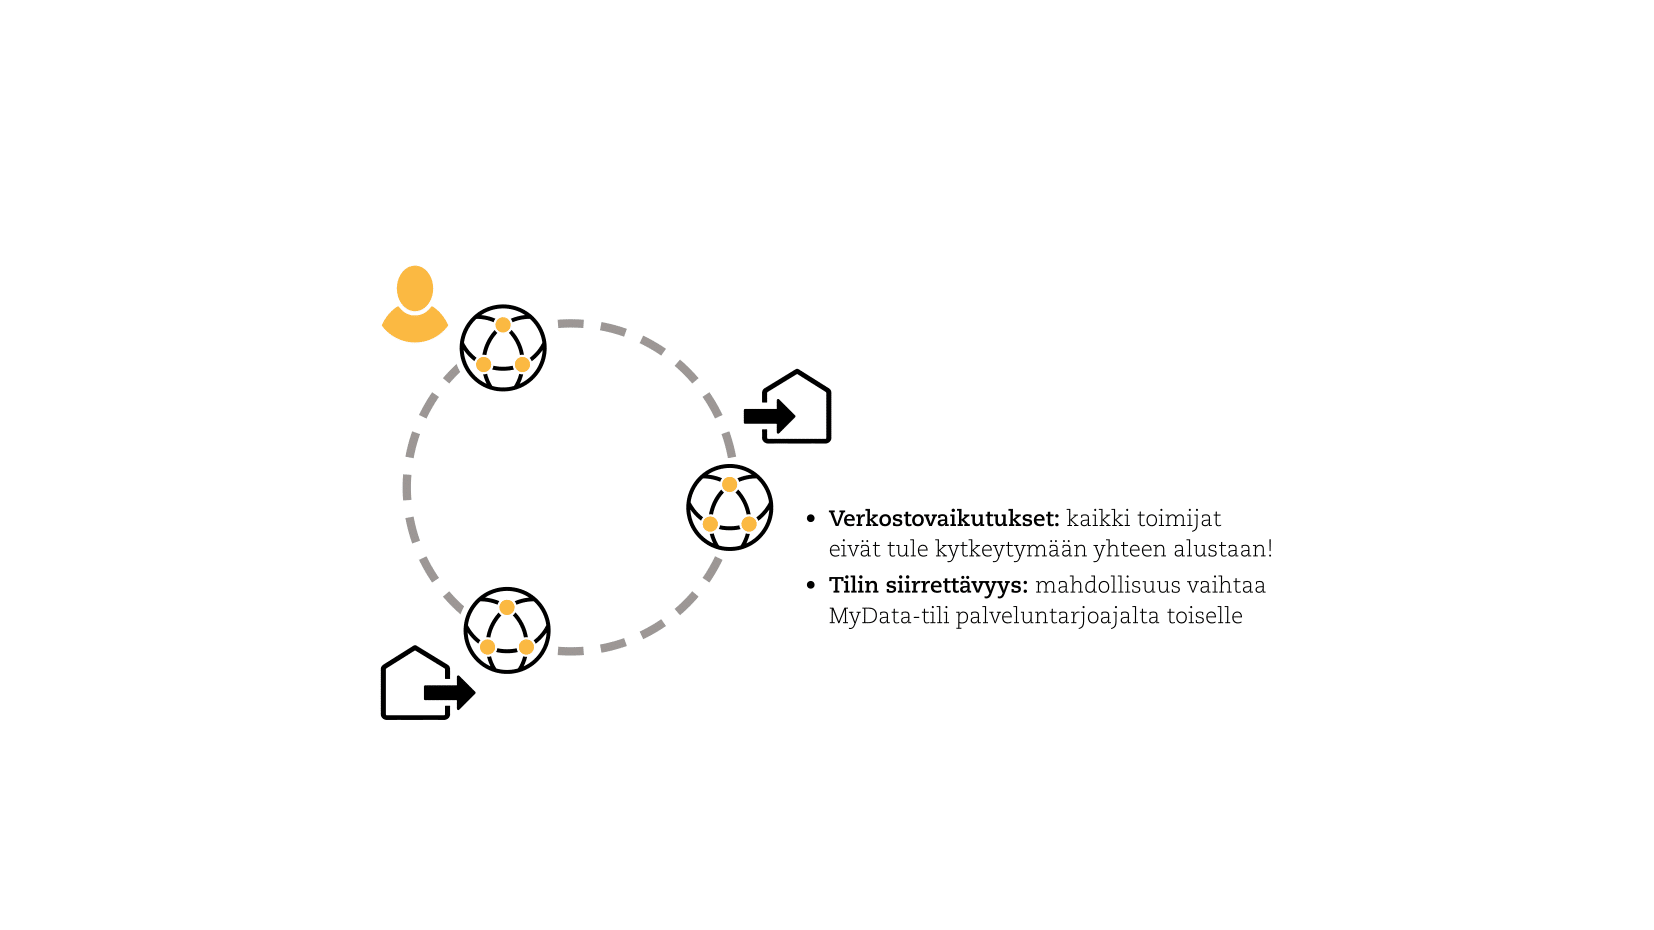 • Verkostovaikutukset: kaikki toimijat
eivät tule kytkeytymään yhteen alustaan!
• Tilin siirrettävyys: mahdollisuus vaihtaa
MyData-tili palveluntarjoajalta toiselle